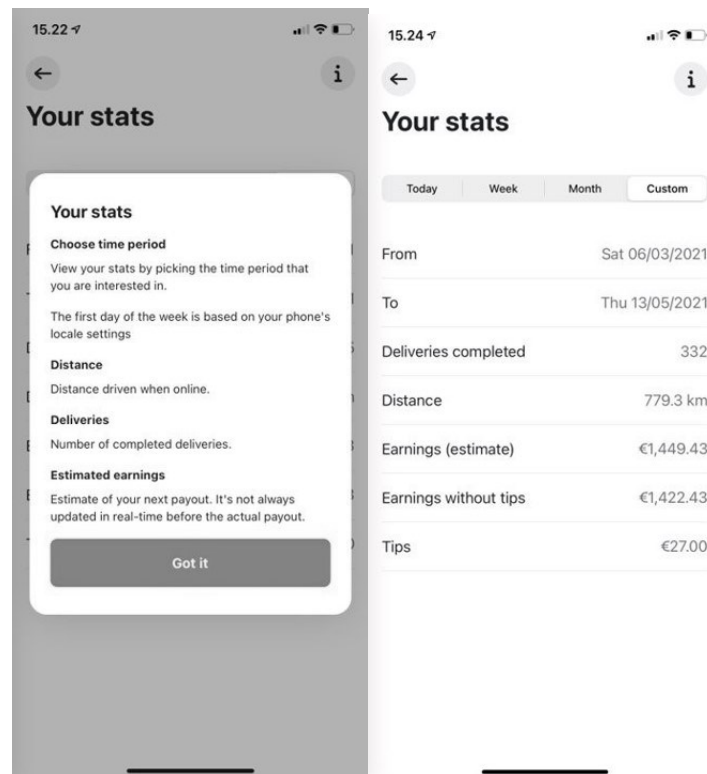 15.22
Your stats
Your stats
Choose time period
View your stats by picking the time period that
you are interested in.
The first day of the week is based on your phone's
locale settings
Distance
Distance driven when online.
Deliveries
Number of completed deliveries.
Estimated earnings
Estimate of your next payout. It's not always
updated in real-time before the actual payout.
Got it
15.24
Your stats
Today Week Month Custom
From Sat 06/03/2021
To Thu 13/05/2021
Deliveries completed 332
Distance 779.3 km
Earnings (estimate) €1,449.43
Earnings without tips €1,422.43
Tips €27.00